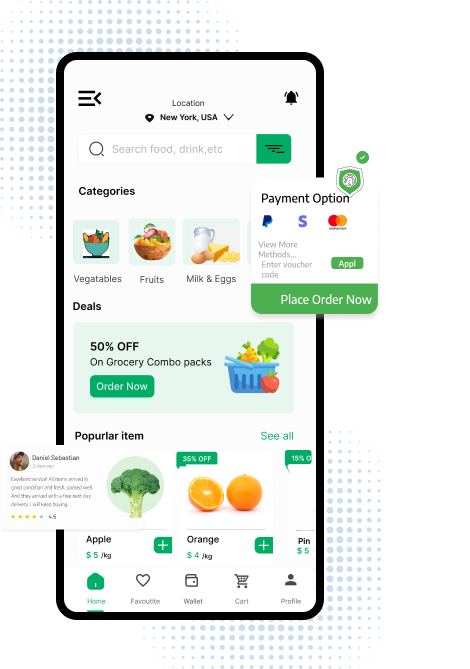 Location
New York, USA
Search food, drink,etc
Categories
Payment Option
P
S
mastercard
View More
Methods...
Enter voucher
code
Appl
Place Order Now
Vegatables
Fruits
Milk & Eggs
Deals
50% OFF
On Grocery Combo packs
Order Now
Popurlar item
See all
Daniel Sebastian
2 days ago
Excellent service! All items arrived in
good condition and fresh, packed well.
And they arrived with a free next day
delivery. I will keep buying.
4.5
35% OFF
15% O
Apple
$ 5 /kg
Orange
$ 4 /kg
Pin
$ 5
Home
Favoutite
Wallet
Cart
Profile